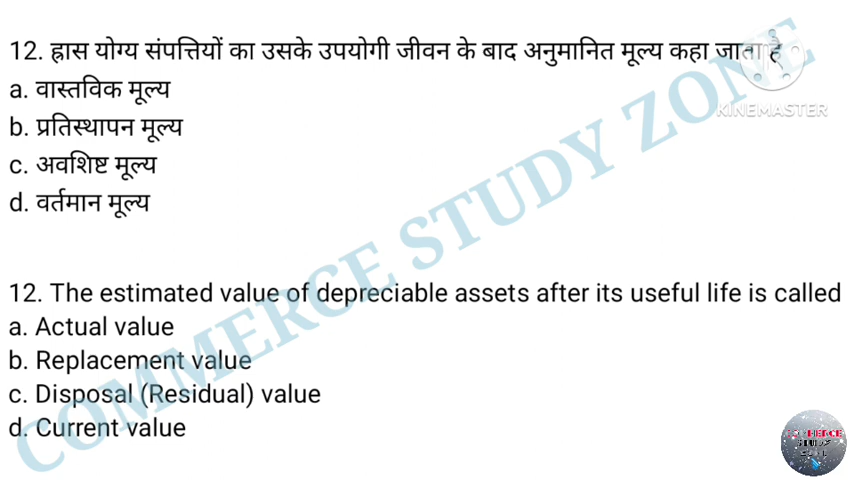 12. ह्रास योग्य संपत्तियों का उसके उपयोगी जीवन के बाद अनुमानित मूल्य कहा जाता है
KINEMASTER
a. वास्तविक मूल्य
b. प्रतिस्थापन मूल्य
c. अवशिष्ट मूल्य
d. वर्तमान मूल्य
COMMERCE STUDY ZONE
12. The estimated value of depreciable assets after its useful life is called
a. Actual value
b. Replacement value
c. Disposal (Residual) value
d. Current value
COMMERCE
STUDY